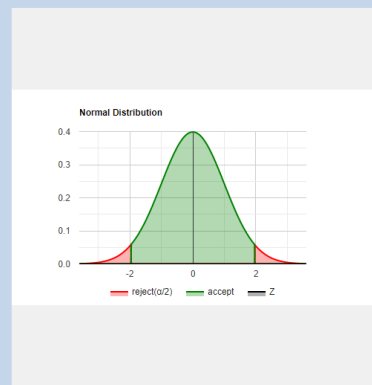 Normal Distribution
0.4
0.3
0.2
0.1
0.0
-2 0 2
reject(α/2) accept Z